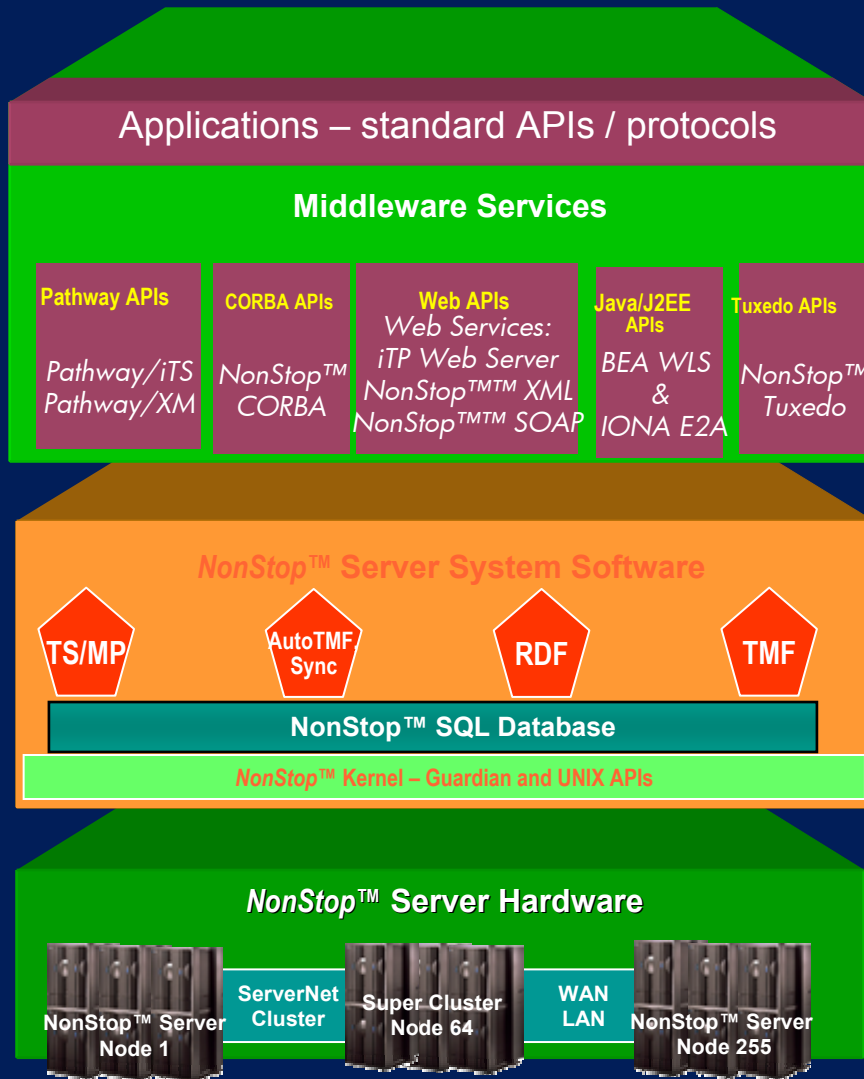 Applications – standard APIs / protocols
Middleware Services
Pathway APIs
Pathway/iTS
Pathway/XM
CORBA APIs
NonStop™
CORBA
Web APIs
Web Services:
iTP Web Server
NonStop™™ XML
NonStop™™ SOAP
Java/J2EE
APIs
BEA WLS
&
IONA E2A
Tuxedo APIs
NonStop™
Tuxedo
NonStop™ Server System Software
TS/MP
AutoTMF,
Sync
RDF
TMF
NonStop™ SQL Database
NonStop™ Kernel – Guardian and UNIX APIs
NonStop™ Server Hardware
NonStop™ Server
Node 1
ServerNet
Cluster
Super Cluster
Node 64
WAN
LAN
NonStop™ Server
Node 255